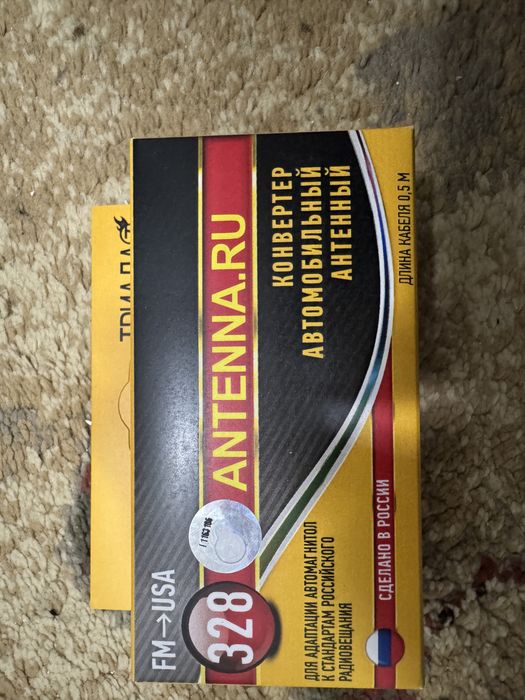 FM→USA
328
ANTENNA.RU
КОНВЕРТЕР
АВТОМОБИЛЬНЫЙ
АНТЕННЫЙ
ДЛИНА КАБЕЛЯ 0,5 М
ДЛЯ АДАПТАЦИИ АВТОМАГНИТОЛ
К СТАНДАРТАМ РОССИЙСКОГО
РАДИОВЕЩАНИЯ
СДЕЛАНО В РОССИИ